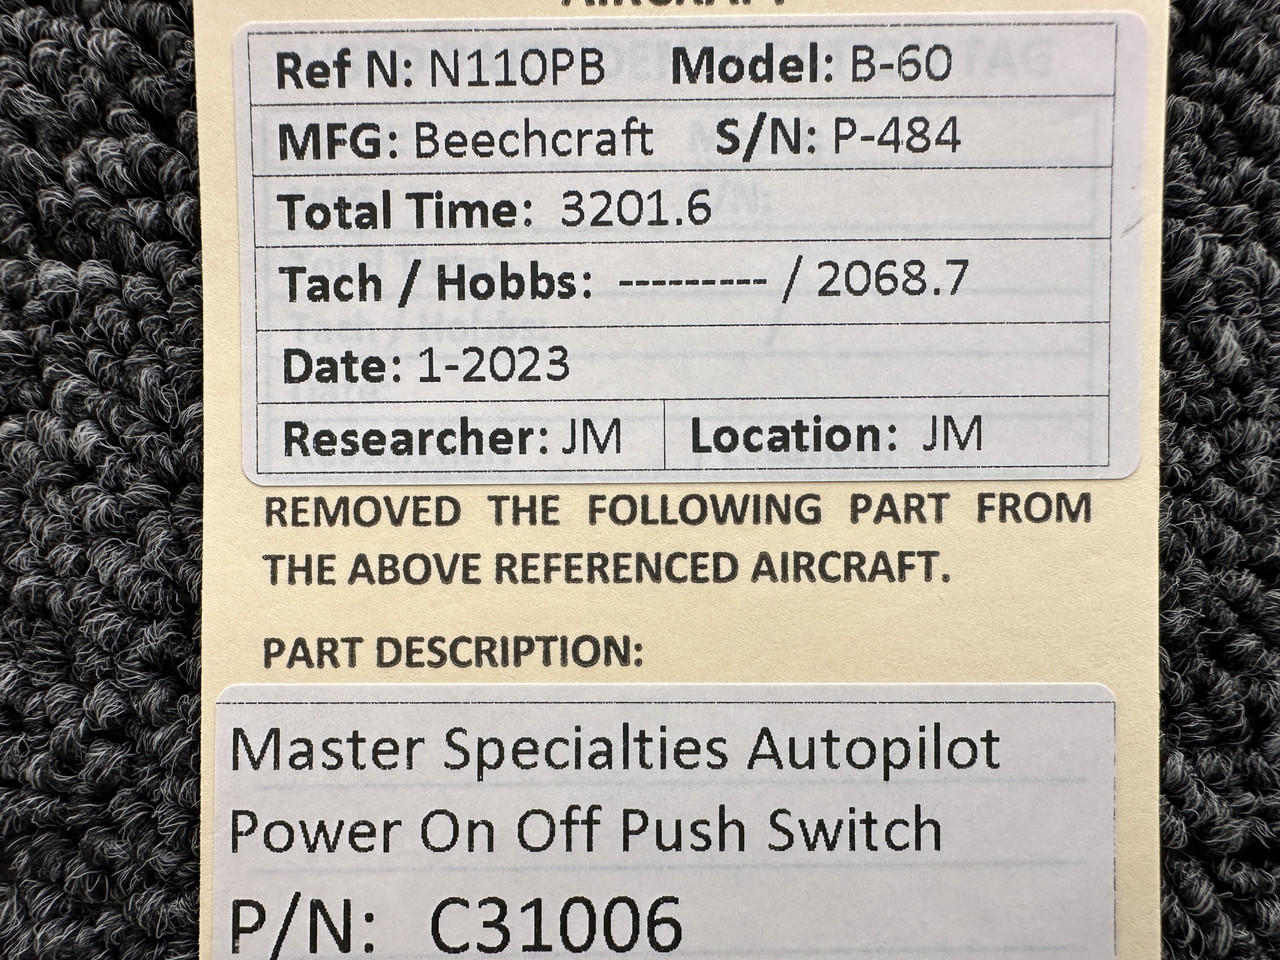 AIRCRAFT
Ref N: N110PB Model: B-60
MFG: Beechcraft S/N: P-484
Total Time: 3201.6
Tach / Hobbs: --------- / 2068.7
Date: 1-2023
Researcher: JM Location: JM
REMOVED THE FOLLOWING PART FROM
THE ABOVE REFERENCED AIRCRAFT.
PART DESCRIPTION:
Master Specialties Autopilot
Power On Off Push Switch
P/N: C31006